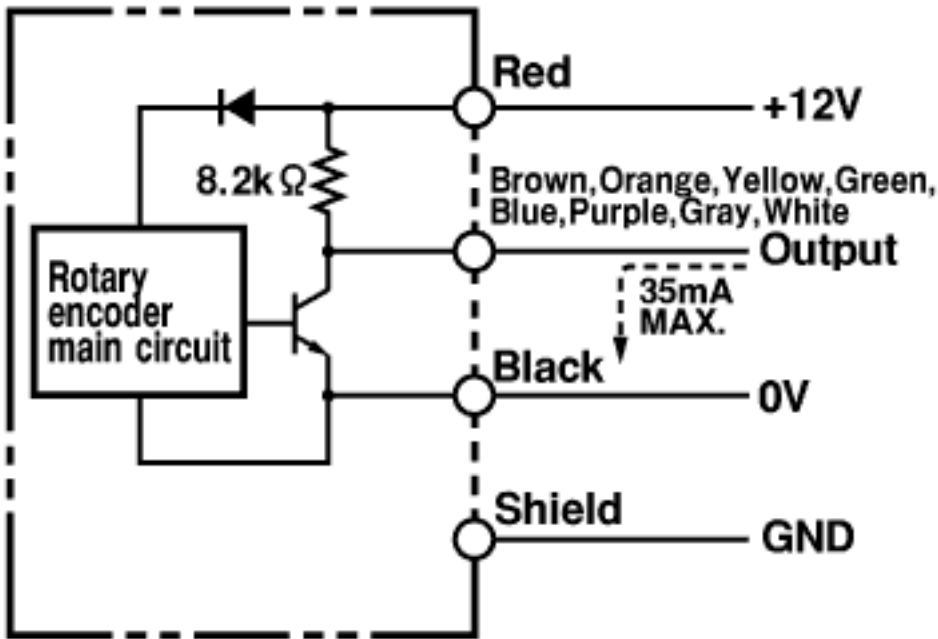 Red
+12V
8.2k Ω
Brown,Orange,Yellow,Green,
Blue,Purple,Gray,White
Output
Rotary
encoder
main circuit
35mA
MAX.
Black
0V
Shield
GND